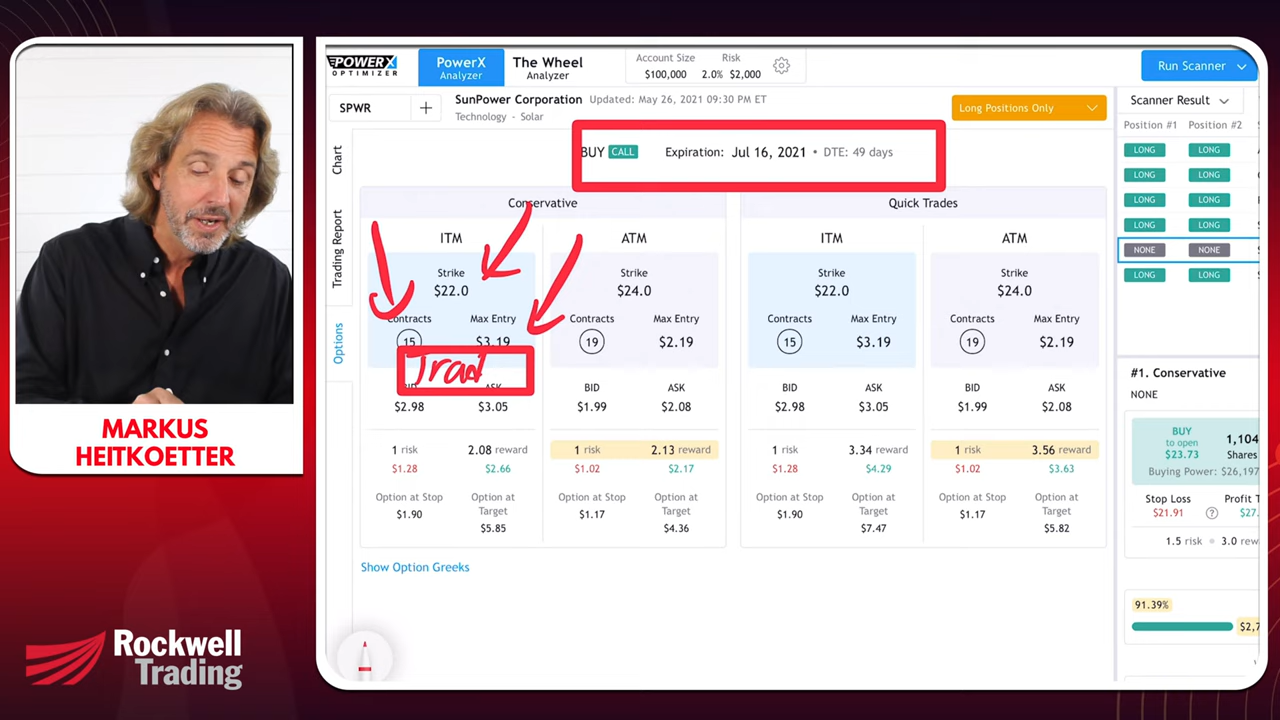 MARKUS
HEITKOETTER
Rockwell
Trading
POWERX
OPTIMIZER
PowerX
Analyzer
The Wheel
Analyzer
Account Size
$100,000
Risk
2.0% $2,000
Run Scanner
SPWR
+
SunPower Corporation Updated: May 26, 2021 09:30 PM ET
Technology - Solar
Long Positions Only
Scanner Result
Position #1 Position #2
LONG LONG
LONG LONG
LONG LONG
LONG LONG
NONE NONE
LONG LONG
Chart
Trading Report
Options
BUY CALL Expiration: Jul 16, 2021 • DTE: 49 days
Conservative
ITM
Strike
$22.0
Contracts Max Entry
15 $3.19
Trad
BID ASK
$2.98 $3.05
1 risk 2.08 reward
$1.28 $2.66
Option at Stop
$1.90
Option at
Target
$5.85
ATM
Strike
$24.0
Contracts Max Entry
19 $2.19
BID ASK
$1.99 $2.08
1 risk 2.13 reward
$1.02 $2.17
Option at Stop
$1.17
Option at
Target
$4.36
Quick Trades
ITM
Strike
$22.0
Contracts Max Entry
15 $3.19
BID ASK
$2.98 $3.05
1 risk 3.34 reward
$1.28 $4.29
Option at Stop
$1.90
Option at
Target
$7.47
ATM
Strike
$24.0
Contracts Max Entry
19 $2.19
BID ASK
$1.99 $2.08
1 risk 3.56 reward
$1.02 $3.63
Option at Stop
$1.17
Option at
Target
$5.82
Show Option Greeks
#1. Conservative
NONE
BUY
to open
$23.73
1,104
Shares
Buying Power: $26,197
Stop Loss Profit T
$21.91 ? $27.
1.5 risk 3.0 rew
91.39%
$2,7